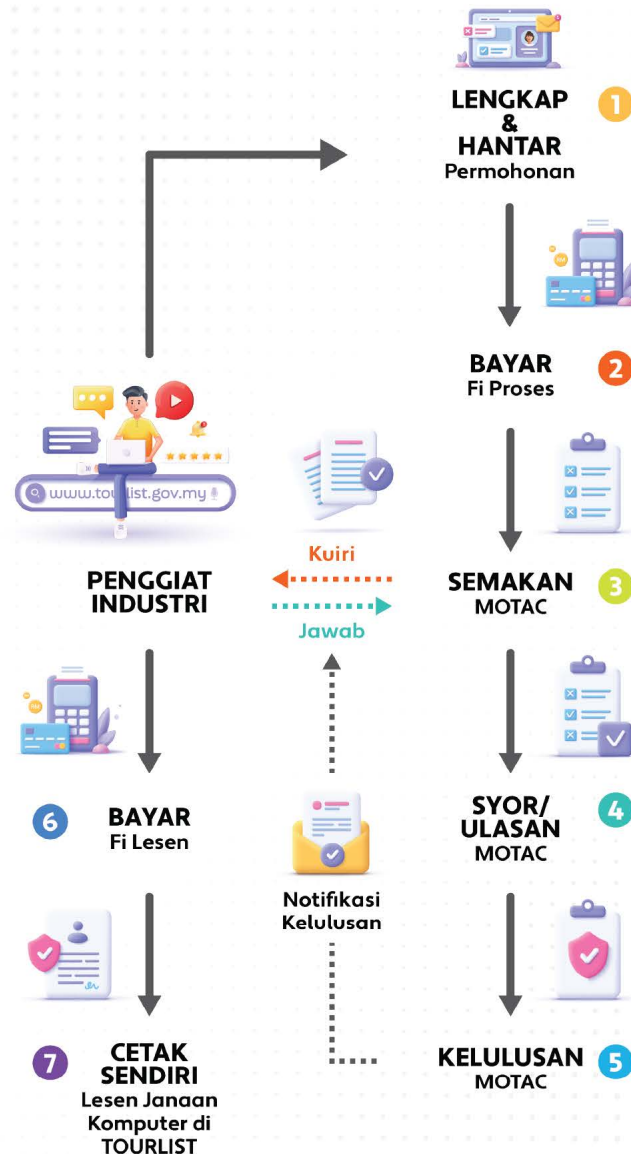 LENGKAP
&
HANTAR
Permohonan
1
BAYAR
Fi Proses
2
www.tourlist.gov.my
PENGGIAT
INDUSTRI
Kuiri
Jawab
SEMAKAN
MOTAC
3
6
BAYAR
Fi Lesen
Notifikasi
Kelulusan
SYOR/
ULASAN
MOTAC
4
7
CETAK
SENDIRI
Lesen Janaan
Komputer di
TOURLIST
KELULUSAN
MOTAC
5